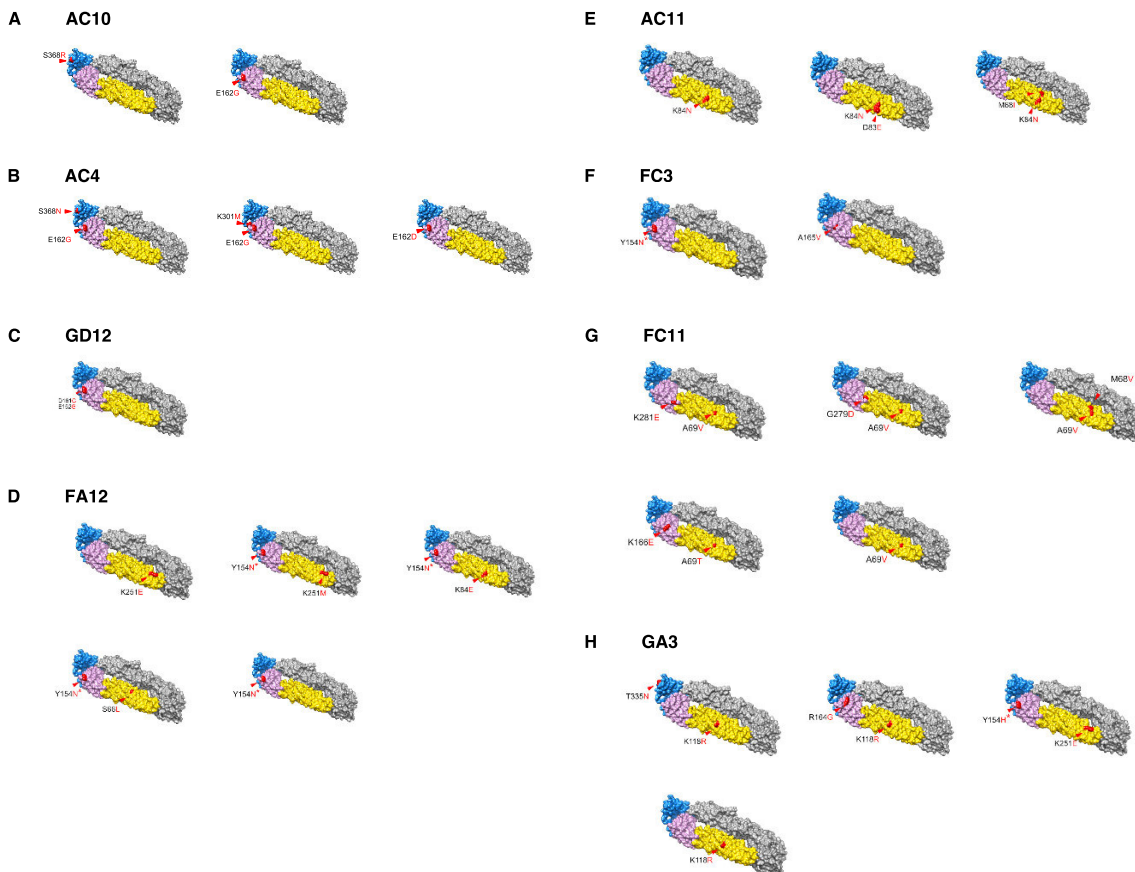 A AC10
S368R
E162G
B AC4
S368N
E162G
K301M
E162G
E162D
C GD12
D FA12
K251E
Y154N*
K251M
Y154N*
K84E
Y154N*
S66L
Y154N*
E AC11
K84N
K84N
D83E
M68I
K84N
F FC3
Y154N*
A165V
G FC11
K281E
A69V
G279D
A69V
M68V
A69V
K166E
A69T
A69V
H GA3
T335N
K118R
R164G
K118R
Y154H*
K251E
K118R